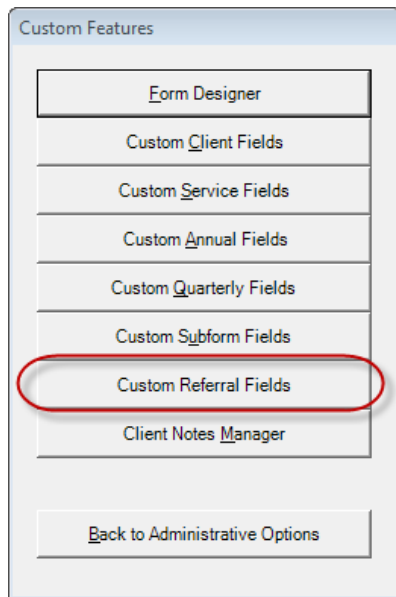 Custom Features
Form Designer
Custom Client Fields
Custom Service Fields
Custom Annual Fields
Custom Quarterly Fields
Custom Subform Fields
Custom Referral Fields
Client Notes Manager
Back to Administrative Options